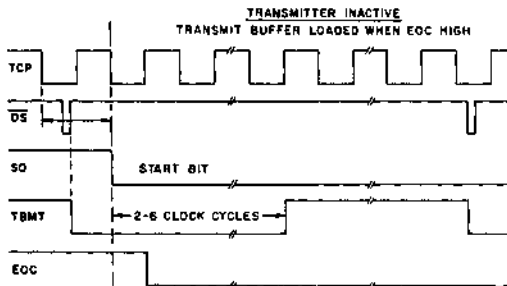 TRANSMITTER INACTIVE
TRANSMIT BUFFER LOADED WHEN EOC HIGH
TCP
DS
SO
START BIT
TBMT
2-6 CLOCK CYCLES
EOC